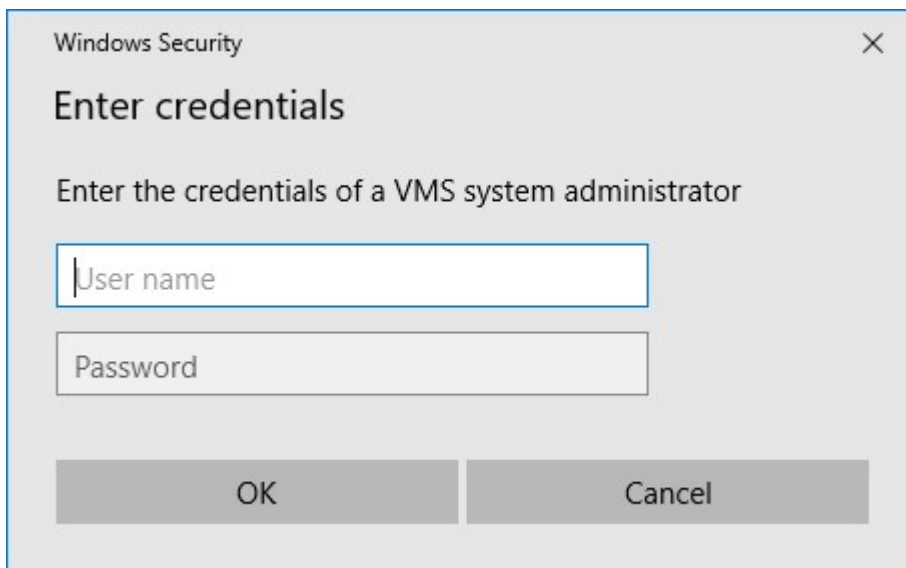 Windows Security
Enter credentials
Enter the credentials of a VMS system administrator
User name
Password
OK
Cancel